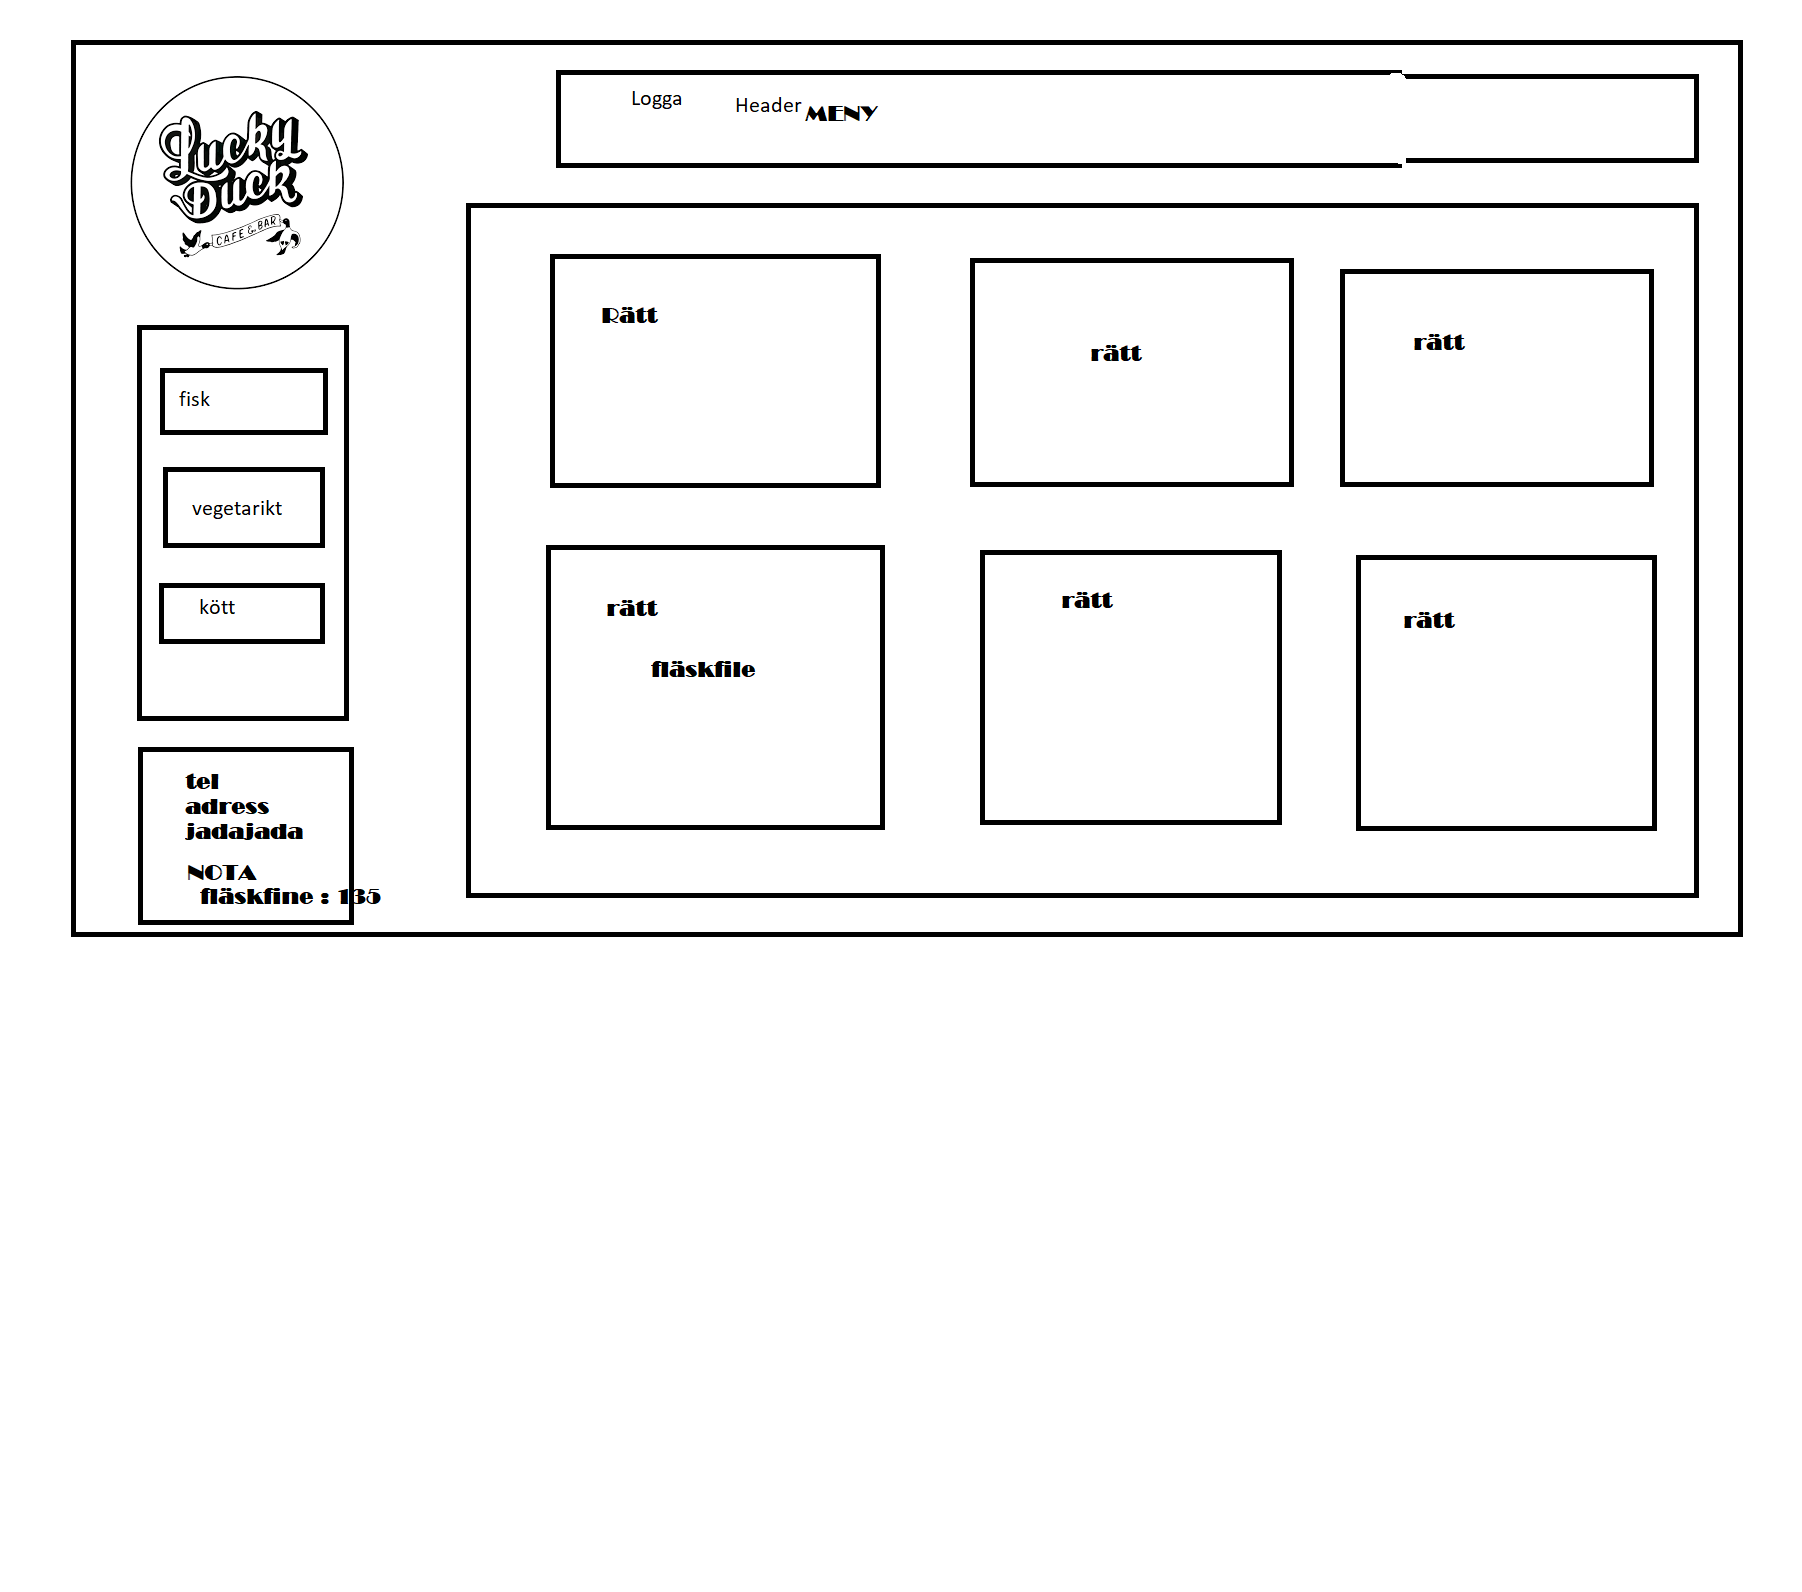 Lucky
Duck
CAFE & BAR
Logga
Header
MENY
fisk
vegetarikt
kött
tel
adress
jadajada
NOTA
fläskfine : 135
Rätt
rätt
rätt
rätt
fläskfile
rätt
rätt